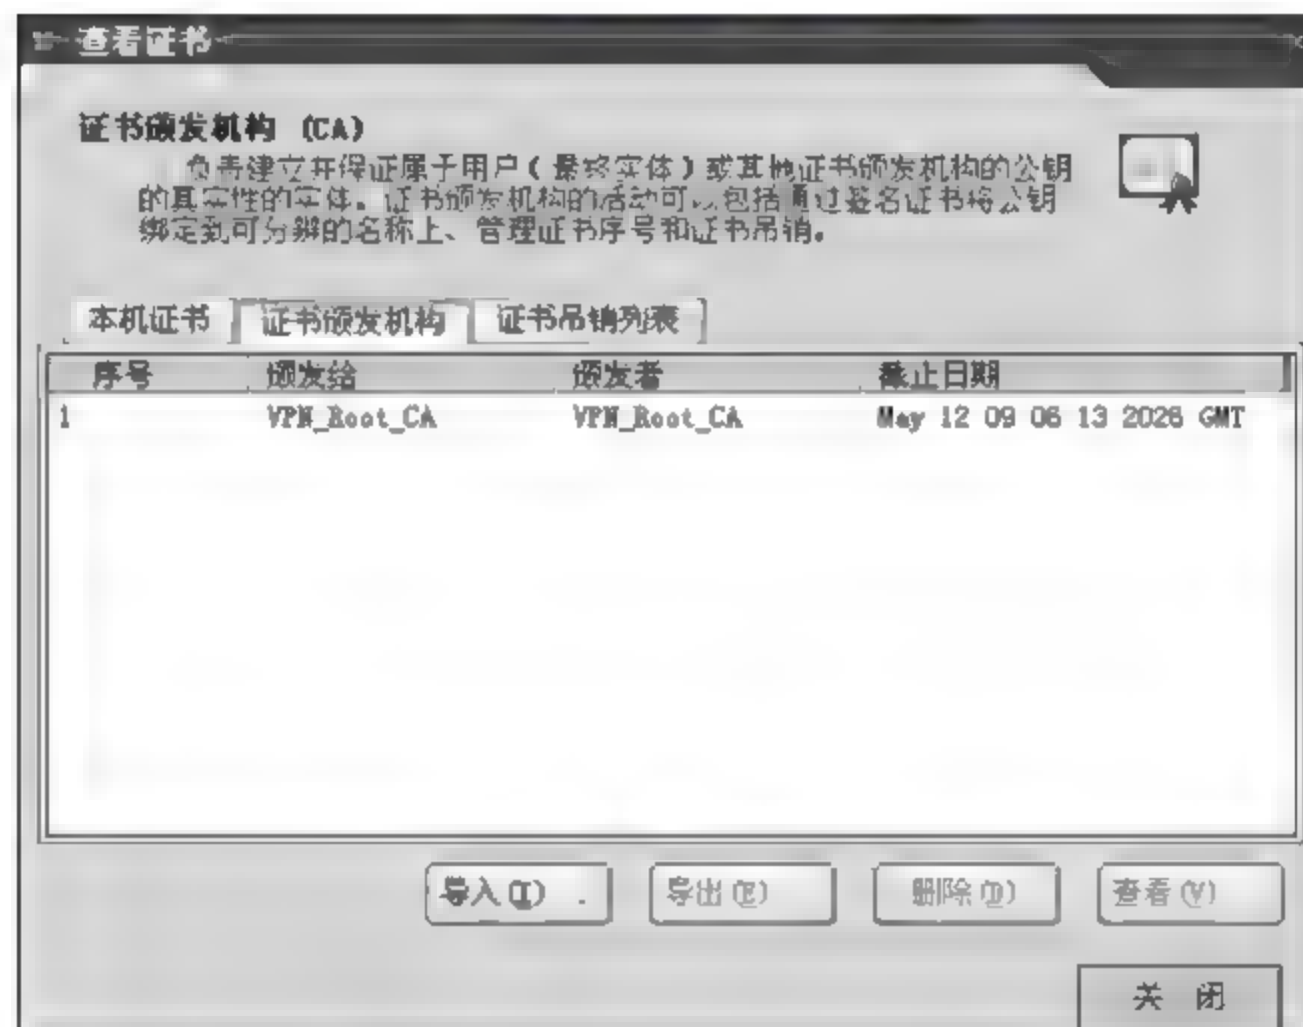 查看证书
证书颁发机构 (CA)
负责建立并保证属于用户(最终实体)或其他证书颁发机构的公钥
的真实性的实体。证书颁发机构的活动可以包括通过签名证书将公钥
绑定到可分辨的名称上、管理证书序号和证书吊销。
本机证书 证书颁发机构 证书吊销列表
序号 颁发给 颁发者 截止日期
1 VPN_Root_CA VPN_Root_CA May 12 09 06 13 2026 GMT
导入(I) 导出(E) 删除(D) 查看(V)
关 闭